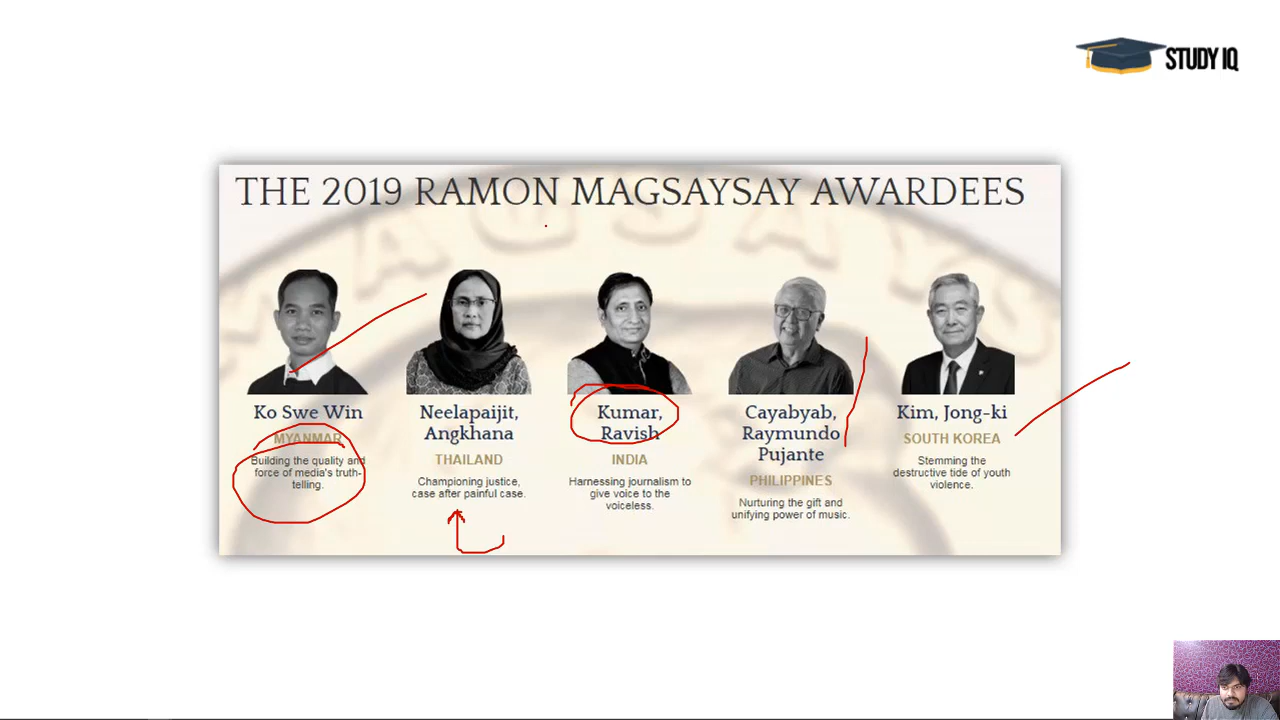 STUDY IQ
THE 2019 RAMON MAGSAYSAY AWARDEES
Ko Swe Win
MYANMAR
Building the quality and
force of media's truth-
telling.
Neelapaijit,
Angkhana
THAILAND
Championing justice,
case after painful case.
Kumar,
Ravish
INDIA
Harnessing journalism to
give voice to the
voiceless.
Cayabyab,
Raymundo
Pujante
PHILIPPINES
Nurturing the gift and
unifying power of music.
Kim, Jong-ki
SOUTH KOREA
Stemming the
destructive tide of youth
violence.